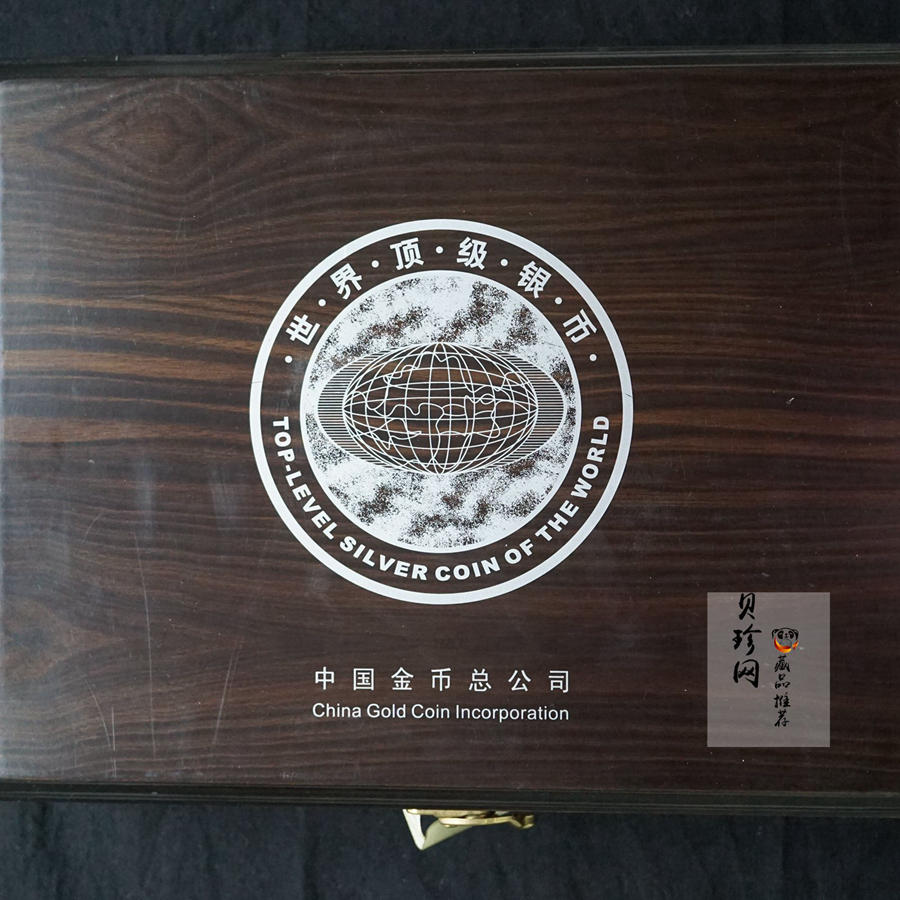 ·世·界·顶·级·银·币·
TOP-LEVEL SILVER COIN OF THE WORLD
中国金币总公司
China Gold Coin Incorporation
贝珍网
藏品推荐